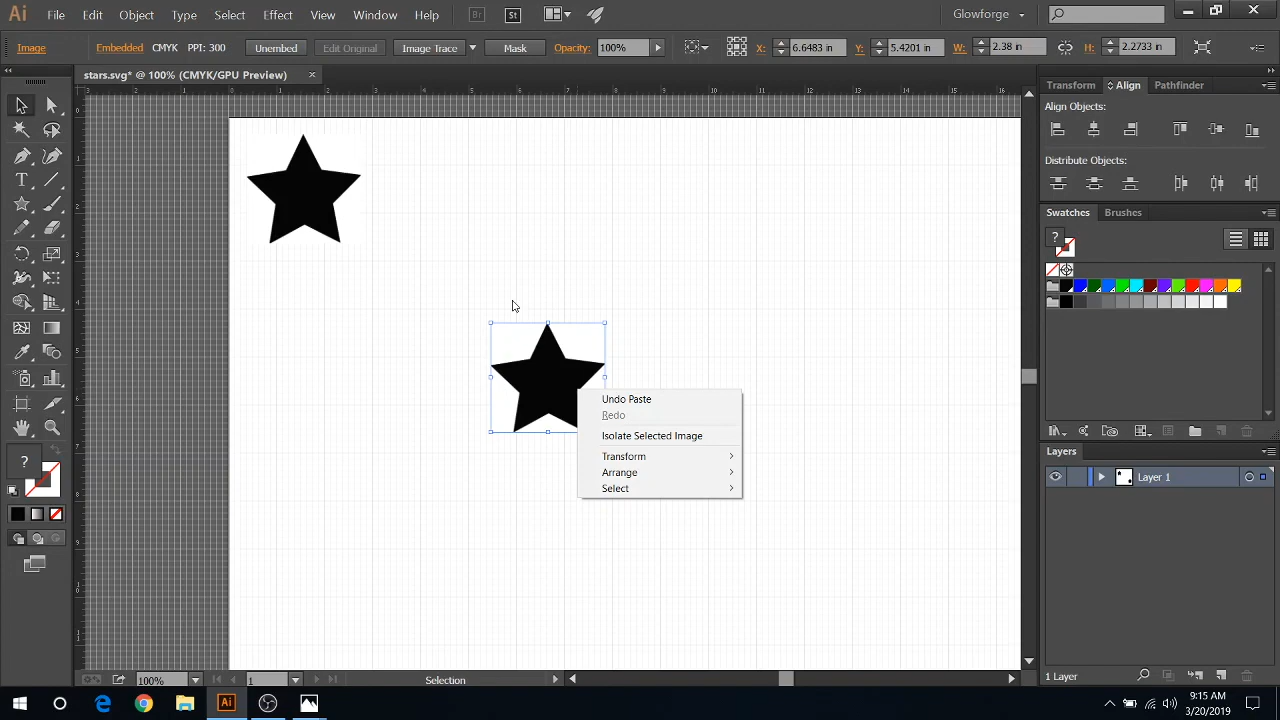 Ai File Edit Object Type Select Effect View Window Help Br St Glowforge
Image Embedded CMYK PPI: 300 Unembed Edit Original Image Trace Mask Opacity: 100% X: 6.6483 in Y: 5.4201 in W: 2.38 in H: 2.2733 in
stars.svg* @ 100% (CMYK/GPU Preview)
Transform Align Pathfinder
Align Objects:
Distribute Objects:
Swatches Brushes
Undo Paste
Redo
Isolate Selected Image
Transform
Arrange
Select
Layers
Layer 1
100% 1 Selection 1 Layer
Ai 9:15 AM
3/20/2019